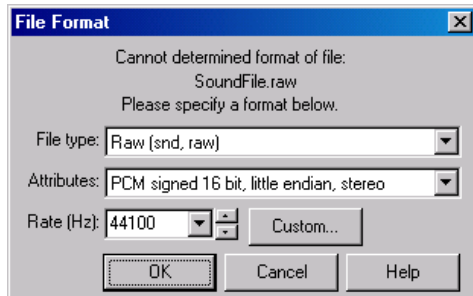 File Format
Cannot determined format of file:
SoundFile.raw
Please specify a format below.
File type: Raw (snd, raw)
Attributes: PCM signed 16 bit, little endian, stereo
Rate (Hz): 44100 Custom...
OK Cancel Help